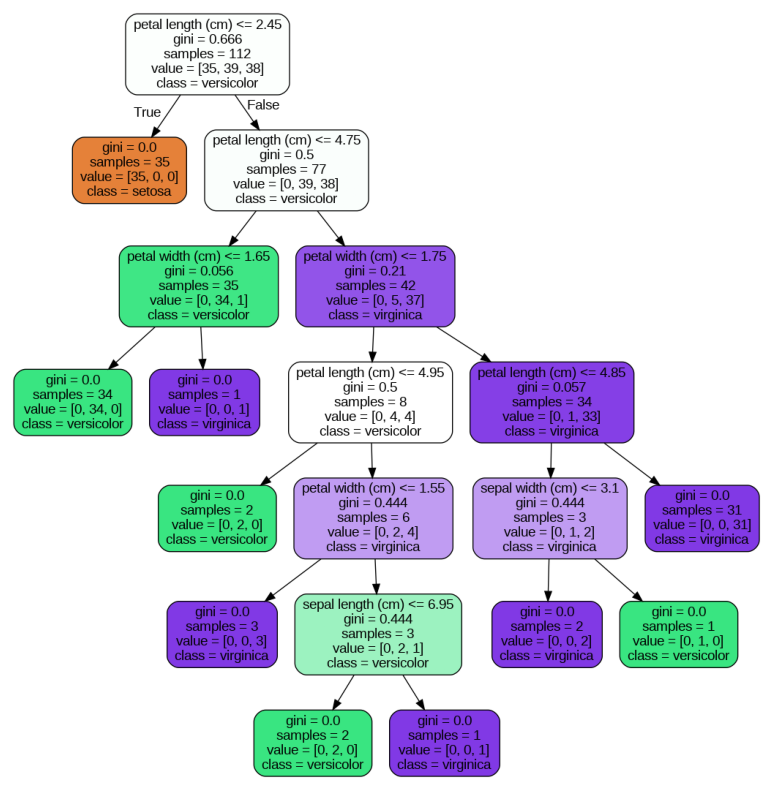 petal length (cm) <= 2.45
gini = 0.666
samples = 112
value = [35, 39, 38]
class = versicolor
True
False
gini = 0.0
samples = 35
value = [35, 0, 0]
class = setosa
petal length (cm) <= 4.75
gini = 0.5
samples = 77
value = [0, 39, 38]
class = versicolor
petal width (cm) <= 1.65
gini = 0.056
samples = 35
value = [0, 34, 1]
class = versicolor
petal width (cm) <= 1.75
gini = 0.21
samples = 42
value = [0, 5, 37]
class = virginica
gini = 0.0
samples = 34
value = [0, 34, 0]
class = versicolor
gini = 0.0
samples = 1
value = [0, 0, 1]
class = virginica
petal length (cm) <= 4.95
gini = 0.5
samples = 8
value = [0, 4, 4]
class = versicolor
petal length (cm) <= 4.85
gini = 0.057
samples = 34
value = [0, 1, 33]
class = virginica
gini = 0.0
samples = 2
value = [0, 2, 0]
class = versicolor
petal width (cm) <= 1.55
gini = 0.444
samples = 6
value = [0, 2, 4]
class = virginica
sepal width (cm) <= 3.1
gini = 0.444
samples = 3
value = [0, 1, 2]
class = virginica
gini = 0.0
samples = 31
value = [0, 0, 31]
class = virginica
gini = 0.0
samples = 3
value = [0, 0, 3]
class = virginica
sepal length (cm) <= 6.95
gini = 0.444
samples = 3
value = [0, 2, 1]
class = versicolor
gini = 0.0
samples = 2
value = [0, 0, 2]
class = virginica
gini = 0.0
samples = 1
value = [0, 1, 0]
class = versicolor
gini = 0.0
samples = 2
value = [0, 2, 0]
class = versicolor
gini = 0.0
samples = 1
value = [0, 0, 1]
class = virginica